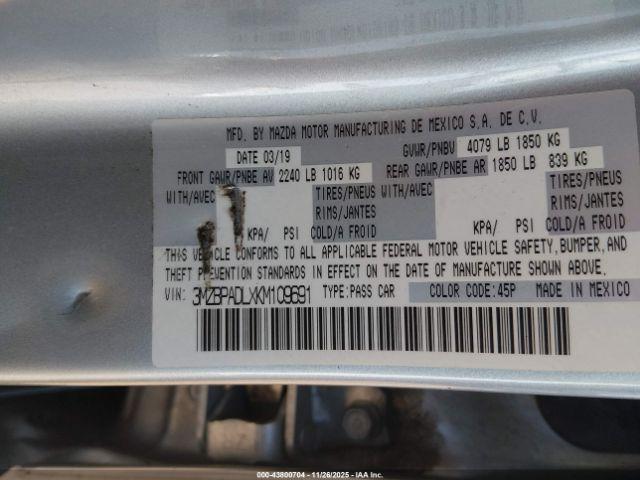 MFD. BY MAZDA MOTOR MANUFACTURING DE MEXICO S.A. DE C.V.
DATE 03/19 GVWR/PNBV 4079 LB 1850 KG
FRONT GAWR/PNBE AV 2240 LB 1016 KG REAR GAWR/PNBE AR 1850 LB 839 KG
WITH/AVEC TIRES/PNEUS WITH/AVEC TIRES/PNEUS
RIMS/JANTES RIMS/JANTES
KPA/ PSI COLD/A FROID KPA/ PSI COLD/A FROID
THIS VEHICLE CONFORMS TO ALL APPLICABLE FEDERAL MOTOR VEHICLE SAFETY, BUMPER, AND
THEFT PREVENTION STANDARDS IN EFFECT ON THE DATE OF MANUFACTURE SHOWN ABOVE.
VIN: 3MZBPADLXKM109691 TYPE:PASS CAR COLOR CODE:45P MADE IN MEXICO
000-43800704 - 11/26/2025 - IAA Inc.